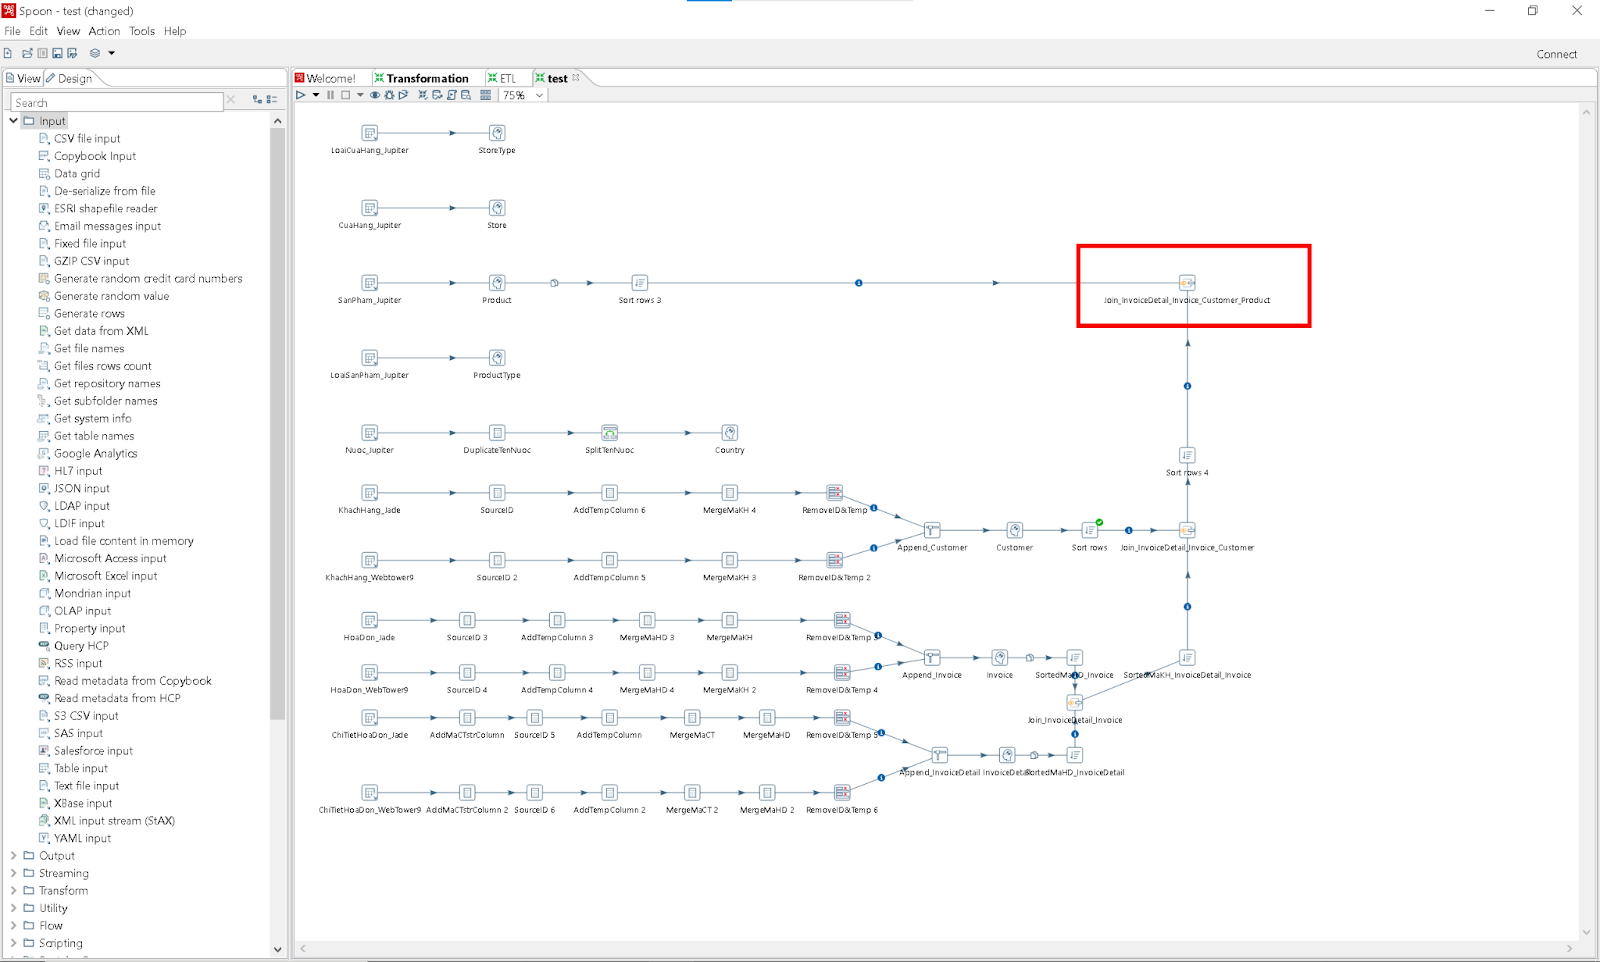 Spoon - test (changed)
File Edit View Action Tools Help
Connect
View Design
Welcome! Transformation ETL test
Search
75%
Input
CSV file input
Copybook Input
Data grid
De-serialize from file
ESRI shapefile reader
Email messages input
Fixed file input
GZIP CSV input
Generate random credit card numbers
Generate random value
Generate rows
Get data from XML
Get file names
Get files rows count
Get repository names
Get subfolder names
Get system info
Get table names
Google Analytics
HL7 input
JSON input
LDAP input
LDIF input
Load file content in memory
Microsoft Access input
Microsoft Excel input
Mondrian input
OLAP input
Property input
Query HCP
RSS input
Read metadata from Copybook
Read metadata from HCP
S3 CSV input
SAS input
Salesforce input
Table input
Text file input
XBase input
XML input stream (StAX)
YAML input
Output
Streaming
Transform
Utility
Flow
Scripting
LoaiCuaHang_Jupiter StoreType
CuaHang_Jupiter Store
SanPham_Jupiter Product Sort rows 3 Join_InvoiceDetail_Invoice_Customer_Product
LoaiSanPham_Jupiter ProductType
Nuoc_Jupiter DuplicateTenNuoc SplitTenNuoc Country
Sort rows 4
KhachHang_Jade SourceID AddTempColumn 6 MergeMaKH 4 RemoveID&Temp
Append_Customer Customer Sort rows Join_InvoiceDetail_Invoice_Customer
KhachHang_Webtower9 SourceID 2 AddTempColumn 5 MergeMaKH 3 RemoveID&Temp 2
HoaDon_Jade SourceID 3 AddTempColumn 3 MergeMaHD 3 MergeMaKH RemoveID&Temp 3
Append_Invoice Invoice SortedMaHD_Invoice SortedMaKH_InvoiceDetail_Invoice
HoaDon_WebTower9 SourceID 4 AddTempColumn 4 MergeMaHD 4 MergeMaKH 2 RemoveID&Temp 4
Join_InvoiceDetail_Invoice
ChiTietHoaDon_Jade AddMaCTstrColumn SourceID 5 AddTempColumn MergeMaCT MergeMaHD RemoveID&Temp 5
Append_InvoiceDetail InvoiceDetail SortedMaHD_InvoiceDetail
ChiTietHoaDon_WebTower9 AddMaCTstrColumn 2 SourceID 6 AddTempColumn 2 MergeMaCT 2 MergeMaHD 2 RemoveID&Temp 6